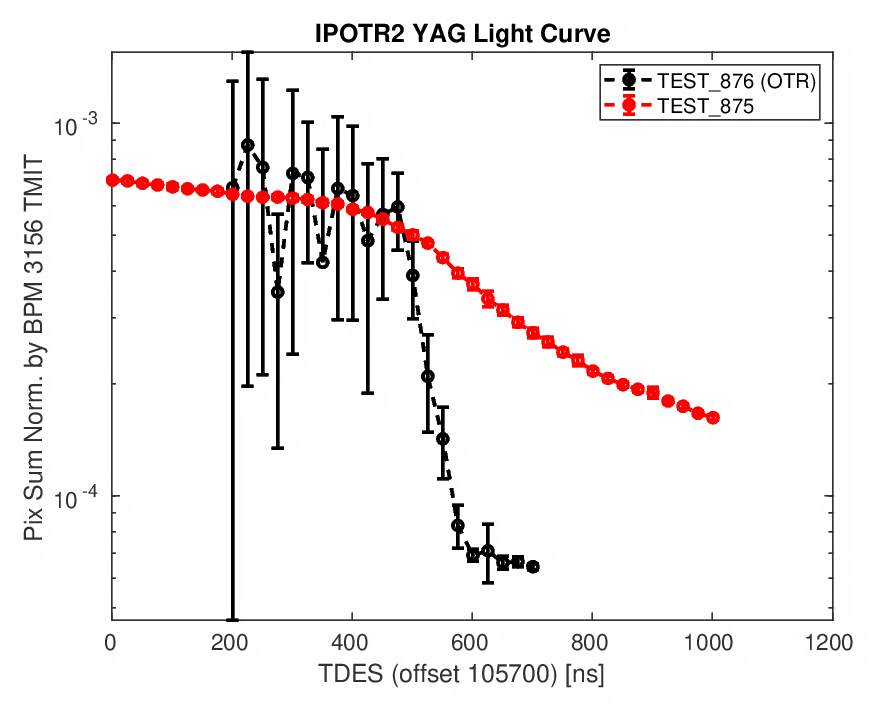 IPOTR2 YAG Light Curve
TEST_876 (OTR)
TEST_875
Pix Sum Norm. by BPM 3156 TMIT
10-3
10-4
0 200 400 600 800 1000 1200
TDES (offset 105700) [ns]